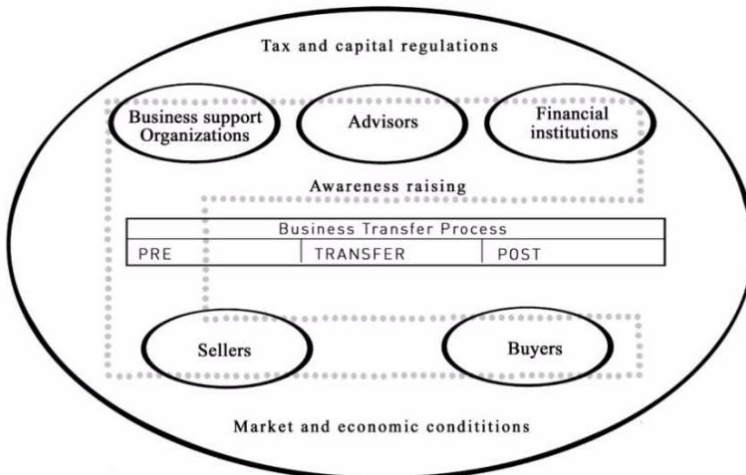 Tax and capital regulations
Business support
Organizations
Advisors
Financial
institutions
Awareness raising
Business Transfer Process
PRE
TRANSFER
POST
Sellers
Buyers
Market and economic condititions